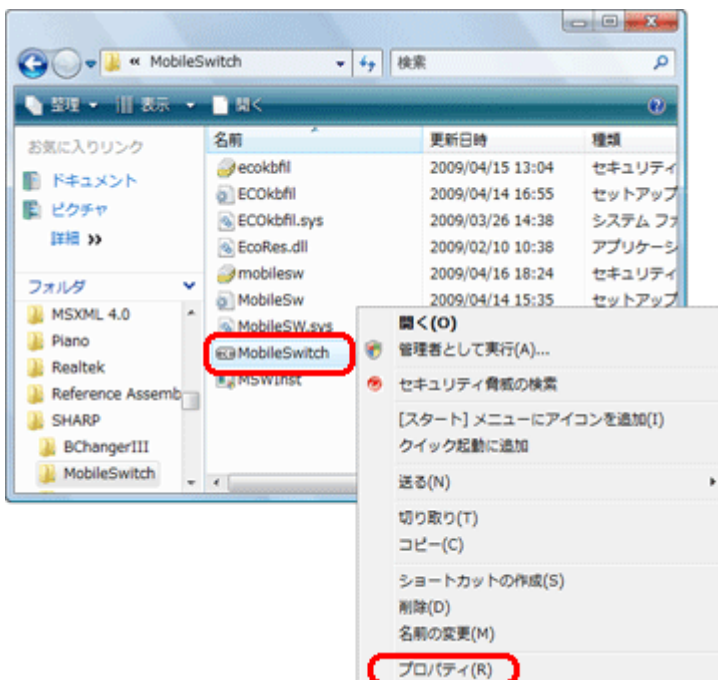 « MobileSwitch
検索
整理
表示
開く
お気に入りリンク
ドキュメント
ピクチャ
詳細 »
フォルダ
MSXML 4.0
Piano
Realtek
Reference Assemb
SHARP
BChangerIII
MobileSwitch
名前 更新日時 種類
ecokbfil 2009/04/15 13:04 セキュリティ
ECOkbfil 2009/04/14 16:55 セットアップ
ECOkbfil.sys 2009/03/26 14:38 システム ファ
EcoRes.dll 2009/02/10 10:38 アプリケーシ
mobilesw 2009/04/16 18:24 セキュリティ
MobileSw 2009/04/14 15:35 セットアップ
MobileSW.sys
MobileSwitch
MSWInst
開く(O)
管理者として実行(A)...
セキュリティ脅威の検索
[スタート] メニューにアイコンを追加(I)
クイック起動に追加
送る(N)
切り取り(T)
コピー(C)
ショートカットの作成(S)
削除(D)
名前の変更(M)
プロパティ(R)